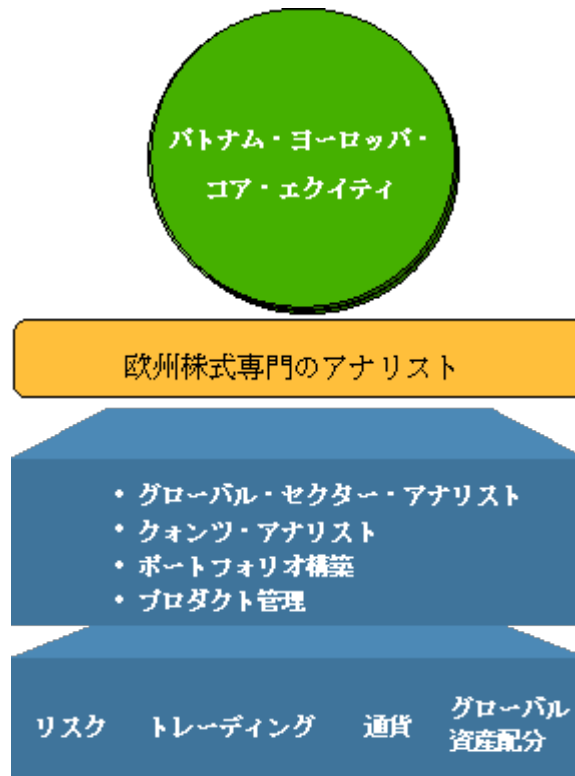 パトナム・ヨーロッパ・
コア・エクイティ
欧州株式専門のアナリスト
・グローバル・セクター・アナリスト
・クォンツ・アナリスト
・ポートフォリオ構築
・プロダクト管理
リスク トレーディング 通貨 グローバル
資産配分